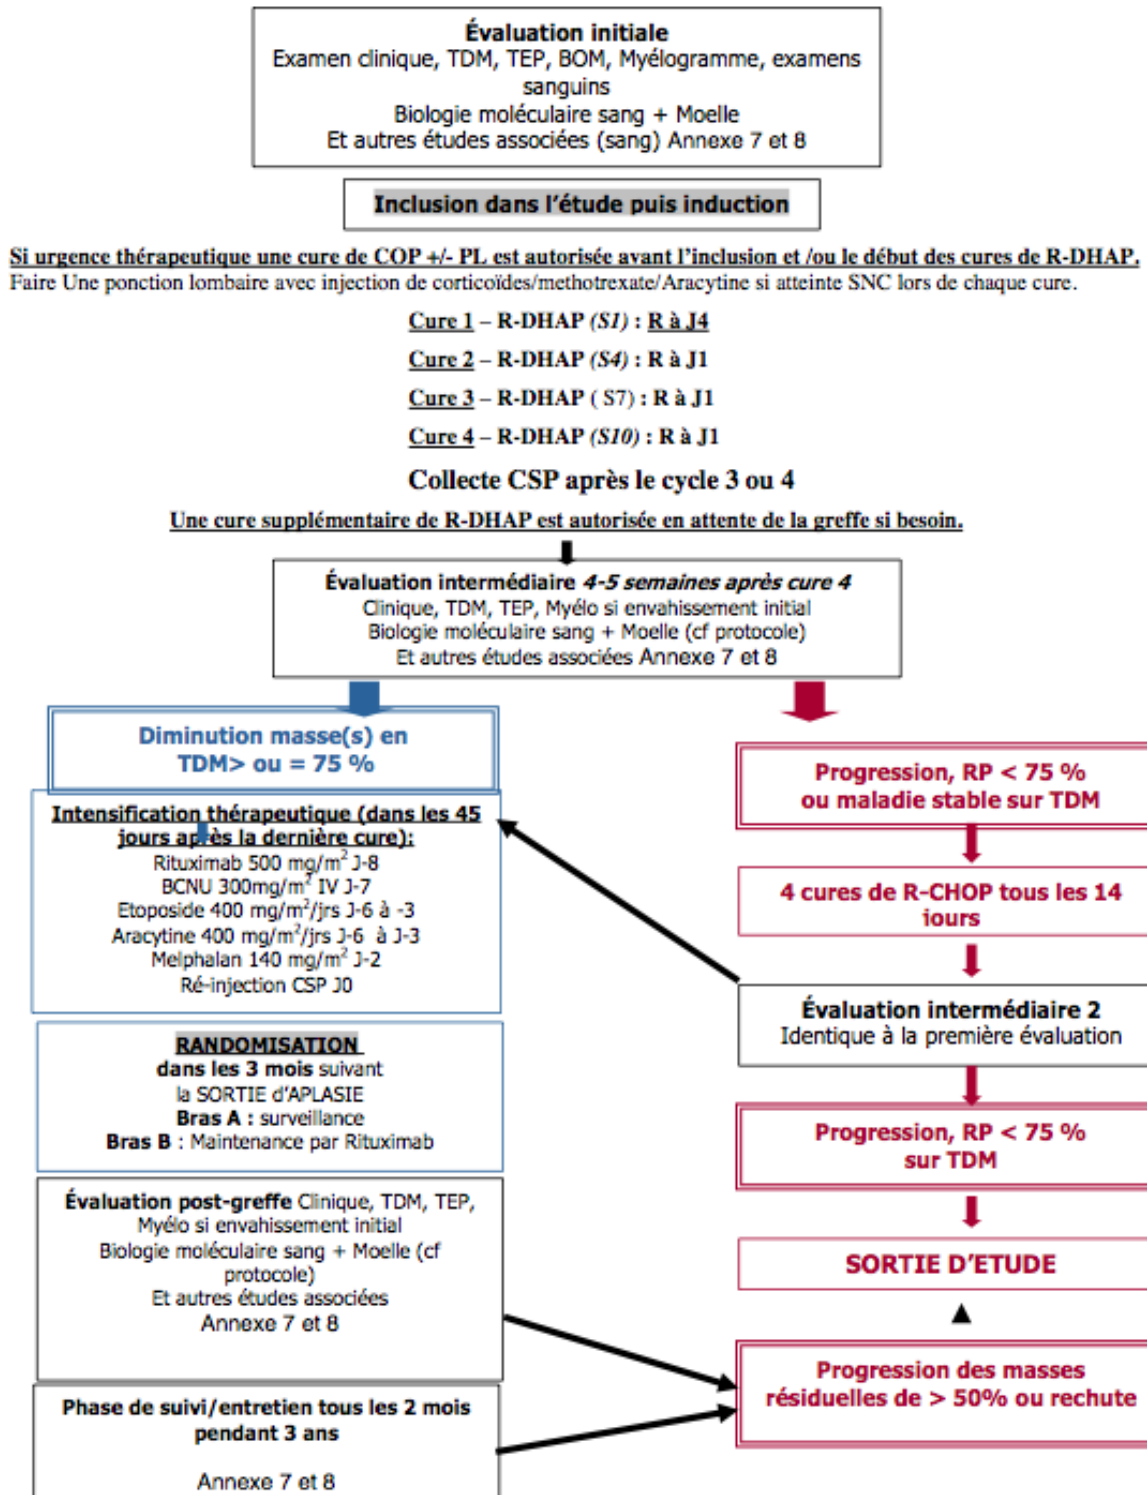 Évaluation initiale
Examen clinique, TDM, TEP, BOM, Myélogramme, examens
sanguins
Biologie moléculaire sang + Moelle
Et autres études associées (sang) Annexe 7 et 8
Inclusion dans l'étude puis induction
Si urgence thérapeutique une cure de COP +/- PL est autorisée avant l'inclusion et /ou le début des cures de R-DHAP.
Faire Une ponction lombaire avec injection de corticoïdes/methotrexate/Aracytine si atteinte SNC lors de chaque cure.
Cure 1 – R-DHAP (S1) : R à J4
Cure 2 – R-DHAP (S4) : R à J1
Cure 3 – R-DHAP ( S7) : R à J1
Cure 4 – R-DHAP (S10) : R à J1
Collecte CSP après le cycle 3 ou 4
Une cure supplémentaire de R-DHAP est autorisée en attente de la greffe si besoin.
Évaluation intermédiaire 4-5 semaines après cure 4
Clinique, TDM, TEP, Myélo si envahissement initial
Biologie moléculaire sang + Moelle (cf protocole)
Et autres études associées Annexe 7 et 8
Diminution masse(s) en
TDM> ou = 75 %
Intensification thérapeutique (dans les 45
jours après la dernière cure):
Rituximab 500 mg/m² J-8
BCNU 300mg/m² IV J-7
Etoposide 400 mg/m²/jrs J-6 à -3
Aracytine 400 mg/m²/jrs J-6 à J-3
Melphalan 140 mg/m² J-2
Ré-injection CSP J0
RANDOMISATION
dans les 3 mois suivant
la SORTIE d'APLASIE
Bras A : surveillance
Bras B : Maintenance par Rituximab
Évaluation post-greffe Clinique, TDM, TEP,
Myélo si envahissement initial
Biologie moléculaire sang + Moelle (cf
protocole)
Et autres études associées
Annexe 7 et 8
Phase de suivi/entretien tous les 2 mois
pendant 3 ans
Annexe 7 et 8
Progression, RP < 75 %
ou maladie stable sur TDM
4 cures de R-CHOP tous les 14
jours
Évaluation intermédiaire 2
Identique à la première évaluation
Progression, RP < 75 %
sur TDM
SORTIE D'ETUDE
Progression des masses
résiduelles de > 50% ou rechute